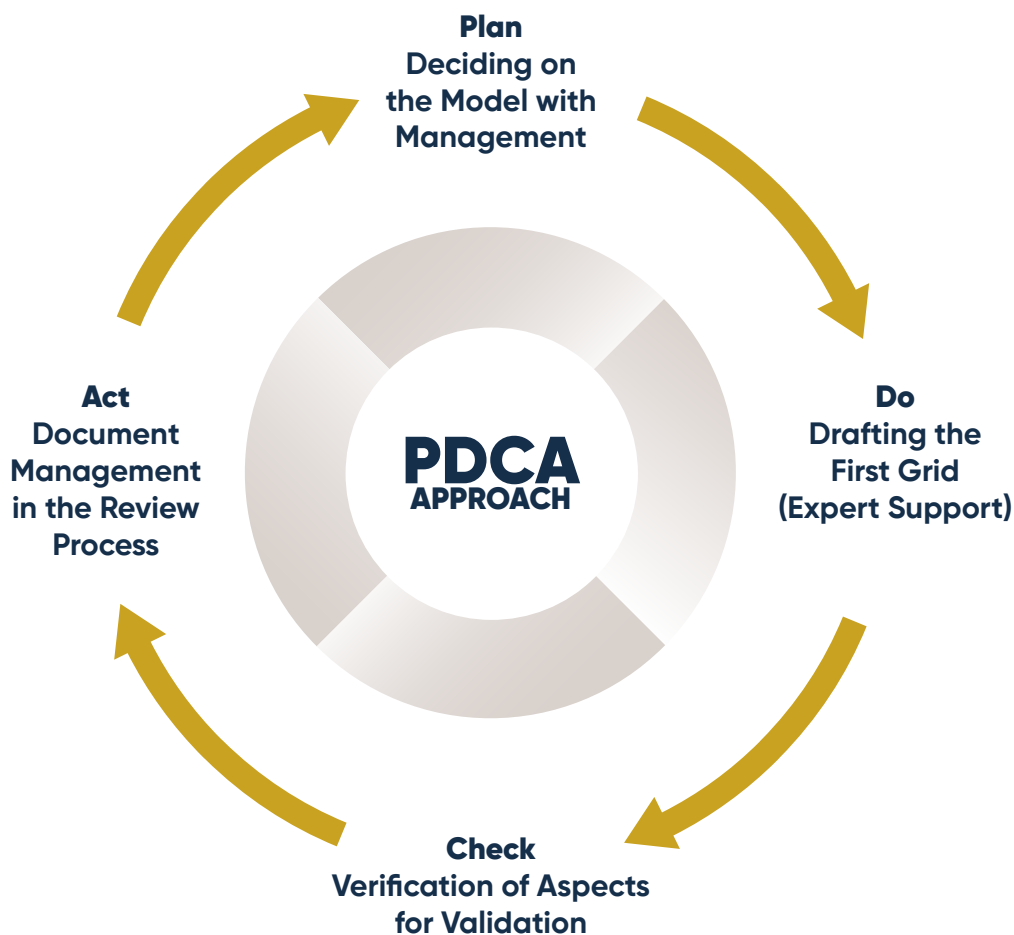 Plan
Deciding on
the Model with
Management
Do
Drafting the
First Grid
(Expert Support)
Check
Verification of Aspects
for Validation
Act
Document
Management
in the Review
Process
PDCA
APPROACH